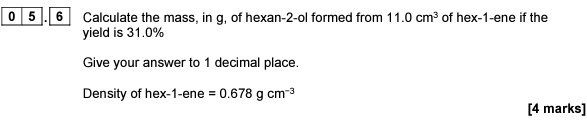 0 5 . 6 Calculate the mass, in g, of hexan-2-ol formed from 11.0 cm³ of hex-1-ene if the
yield is 31.0%
Give your answer to 1 decimal place.
Density of hex-1-ene = 0.678 g cm⁻³
[4 marks]